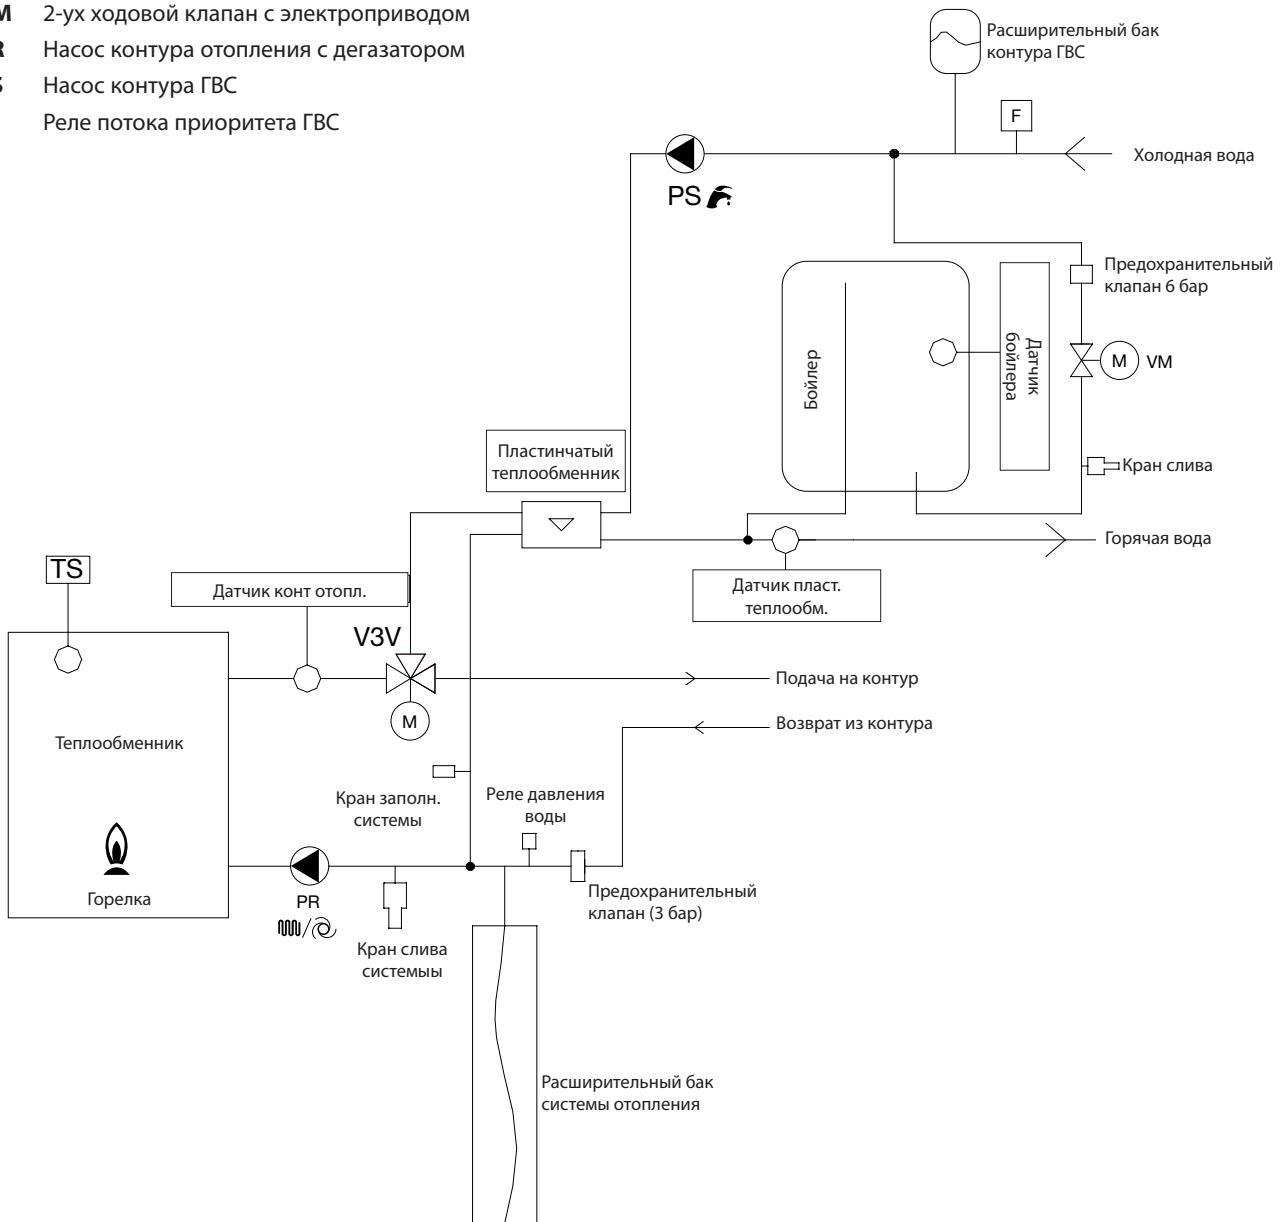 M 2-ух ходовой клапан с электроприводом
R Насос контура отопления с дегазатором
S Насос контура ГВС
Реле потока приоритета ГВС
Расширительный бак
контура ГВС
F
Холодная вода
PS
Предохранительный
клапан 6 бар
Бойлер
Датчик
бойлера
M VM
Пластинчатый
теплообменник
Кран слива
Горячая вода
TS
Датчик конт отопл.
Датчик пласт.
теплообм.
V3V
Подача на контур
M
Возврат из контура
Теплообменник
Кран заполн.
системы
Реле давления
воды
Горелка
PR
Предохранительный
клапан (3 бар)
Кран слива
системыы
Расширительный бак
системы отопления